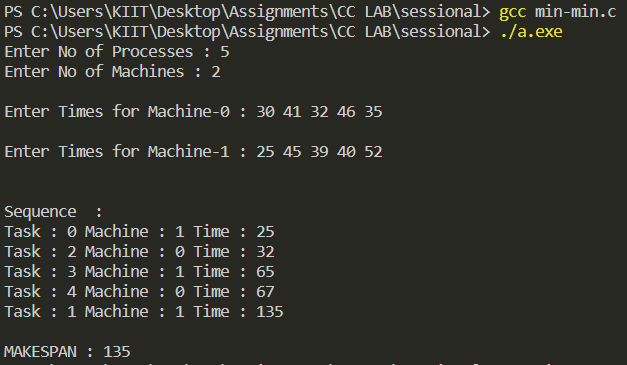 PS C:\Users\KIIT\Desktop\Assignments\CC LAB\sessional> gcc min-min.c
PS C:\Users\KIIT\Desktop\Assignments\CC LAB\sessional> ./a.exe
Enter No of Processes : 5
Enter No of Machines : 2
Enter Times for Machine-0 : 30 41 32 46 35
Enter Times for Machine-1 : 25 45 39 40 52
Sequence  :
Task : 0 Machine : 1 Time : 25
Task : 2 Machine : 0 Time : 32
Task : 3 Machine : 1 Time : 65
Task : 4 Machine : 0 Time : 67
Task : 1 Machine : 1 Time : 135
MAKESPAN : 135